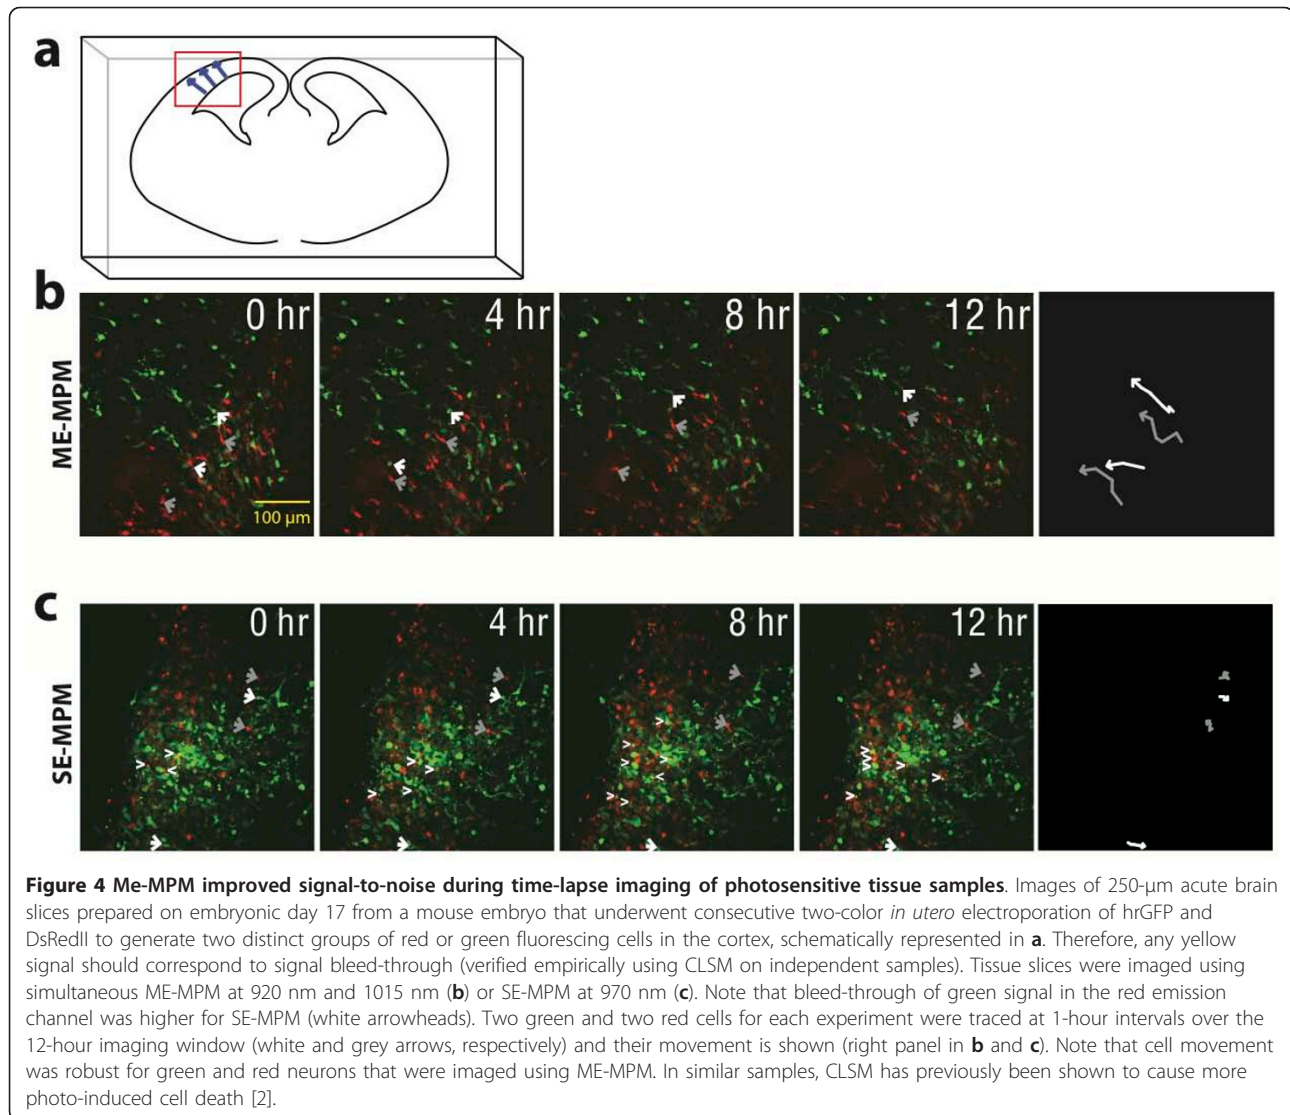 a
b
ME-MPM
0 hr
4 hr
8 hr
12 hr
100 µm
c
SE-MPM
0 hr
4 hr
8 hr
12 hr
Figure 4 Me-MPM improved signal-to-noise during time-lapse imaging of photosensitive tissue samples. Images of 250-µm acute brain
slices prepared on embryonic day 17 from a mouse embryo that underwent consecutive two-color in utero electroporation of hrGFP and
DsRedII to generate two distinct groups of red or green fluorescing cells in the cortex, schematically represented in a. Therefore, any yellow
signal should correspond to signal bleed-through (verified empirically using CLSM on independent samples). Tissue slices were imaged using
simultaneous ME-MPM at 920 nm and 1015 nm (b) or SE-MPM at 970 nm (c). Note that bleed-through of green signal in the red emission
channel was higher for SE-MPM (white arrowheads). Two green and two red cells for each experiment were traced at 1-hour intervals over the
12-hour imaging window (white and grey arrows, respectively) and their movement is shown (right panel in b and c). Note that cell movement
was robust for green and red neurons that were imaged using ME-MPM. In similar samples, CLSM has previously been shown to cause more
photo-induced cell death [2].